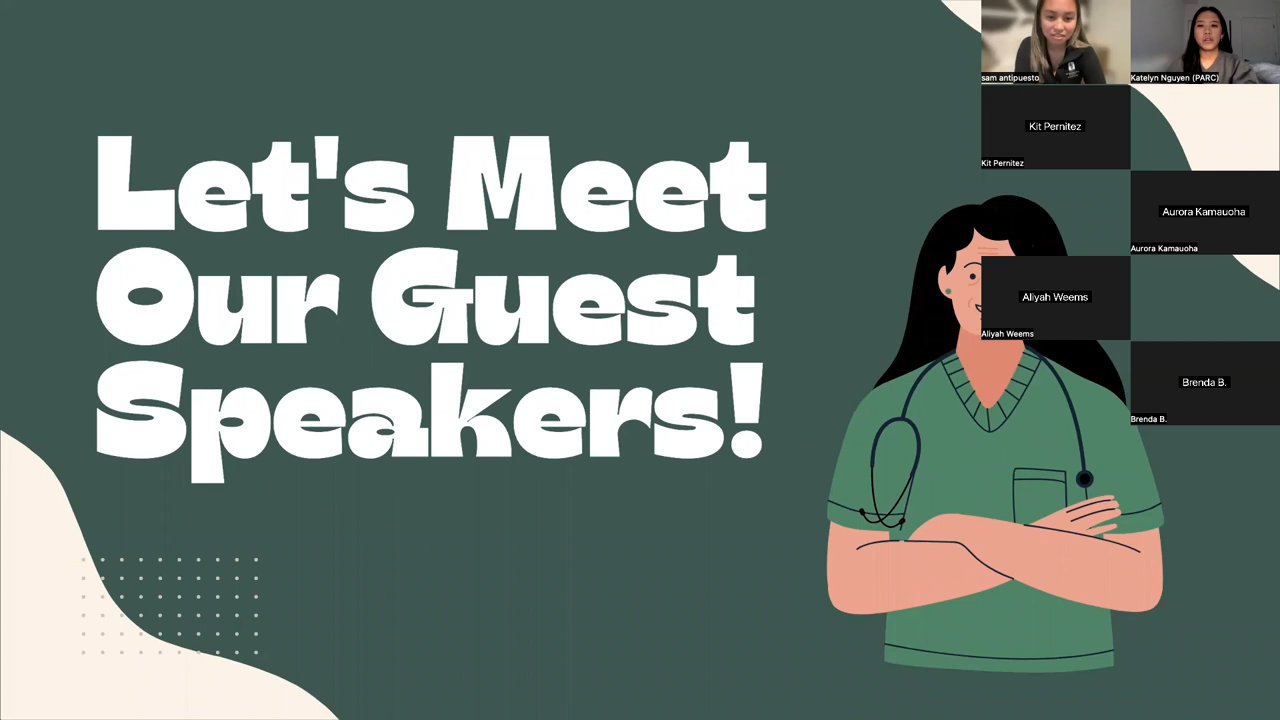 Let's Meet
Our Guest
Speakers!
sam antipuesto
Katelyn Nguyen (PARC)
Kit Pernitez
Kit Pernitez
Aurora Kamauoha
Aurora Kamauoha
Aliyah Weems
Aliyah Weems
Brenda B.
Brenda B.